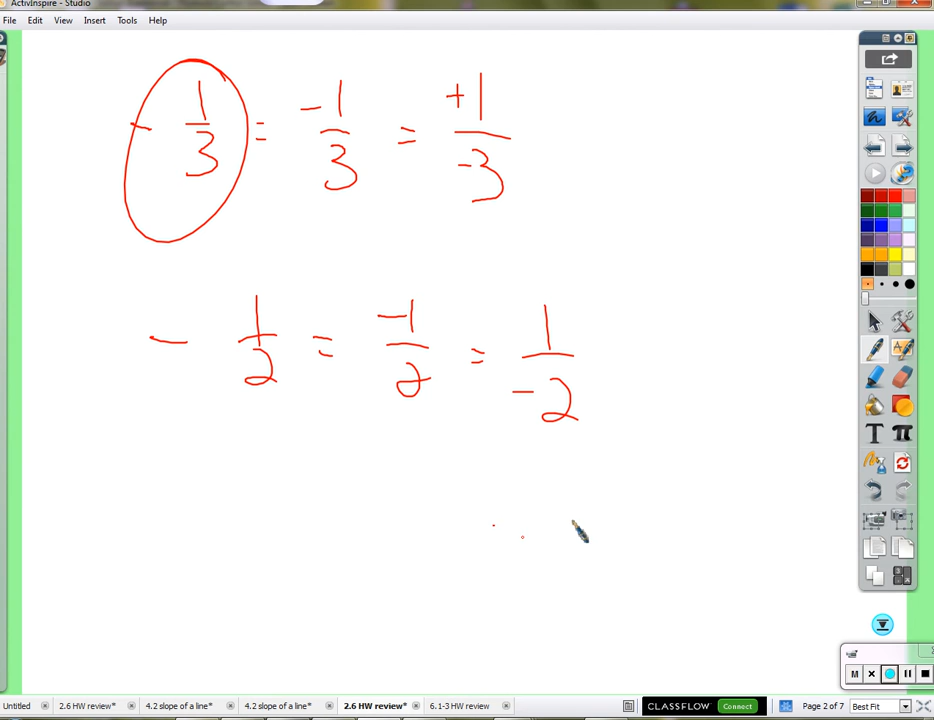 ActivInspire - Studio
File Edit View Insert Tools Help
- 1/3 = -1/3 = +1/-3
- 1/2 = -1/2 = 1/-2
M
Untitled 2.6 HW review* 4.2 slope of a line* 4.2 slope of a line* 2.6 HW review* 6.1-3 HW review CLASSFLOW Connect Page 2 of 7 Best Fit